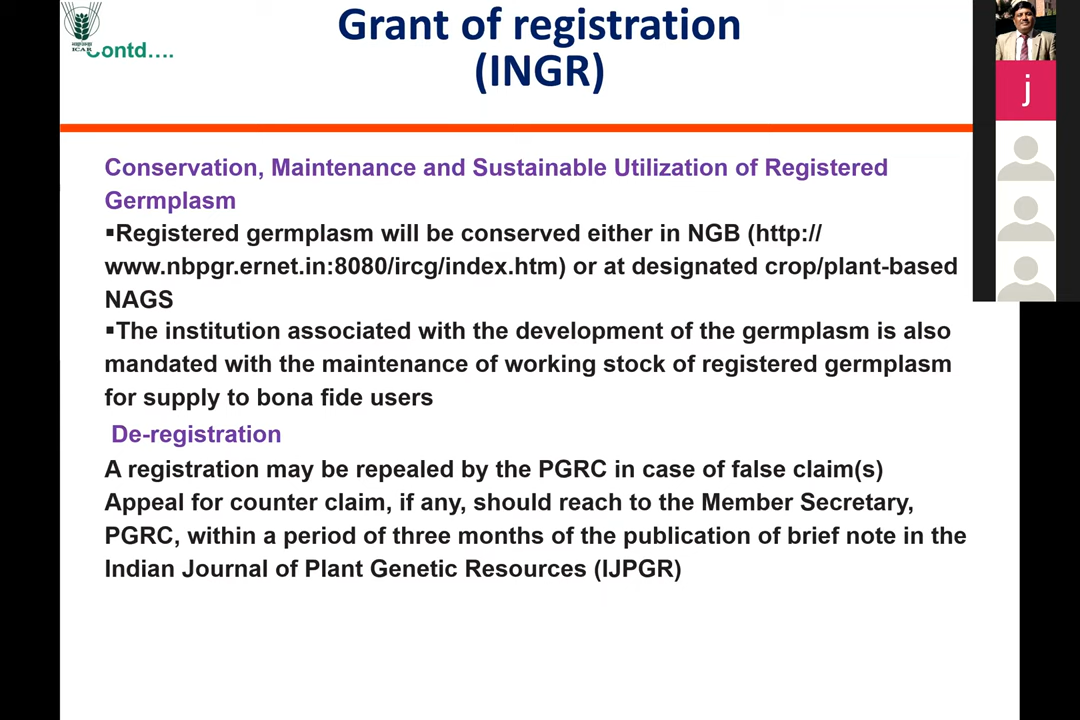 Grant of registration
(INGR)
ICAR
Contd….
j
Conservation, Maintenance and Sustainable Utilization of Registered
Germplasm
▪Registered germplasm will be conserved either in NGB (http://
www.nbpgr.ernet.in:8080/ircg/index.htm) or at designated crop/plant-based
NAGS
▪The institution associated with the development of the germplasm is also
mandated with the maintenance of working stock of registered germplasm
for supply to bona fide users
De-registration
A registration may be repealed by the PGRC in case of false claim(s)
Appeal for counter claim, if any, should reach to the Member Secretary,
PGRC, within a period of three months of the publication of brief note in the
Indian Journal of Plant Genetic Resources (IJPGR)